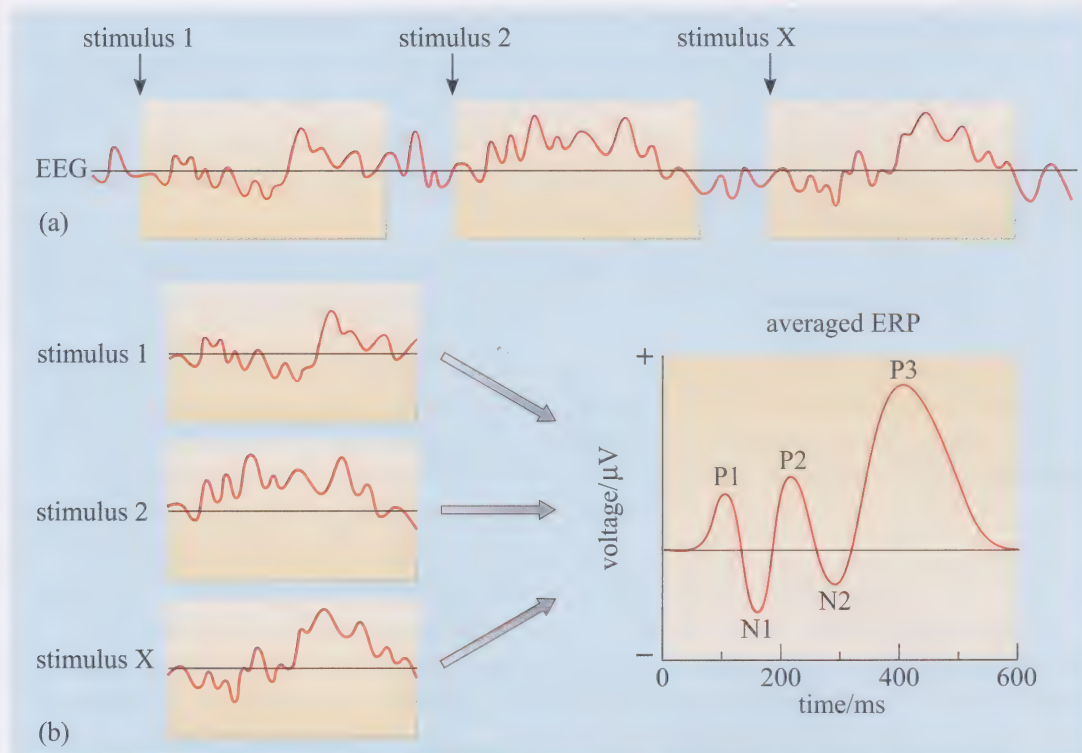 stimulus 1
stimulus 2
stimulus X
EEG
(a)
stimulus 1
stimulus 2
stimulus X
(b)
averaged ERP
+
P3
P1
P2
voltage/µV
N2
N1
−
0
200
400
600
time/ms